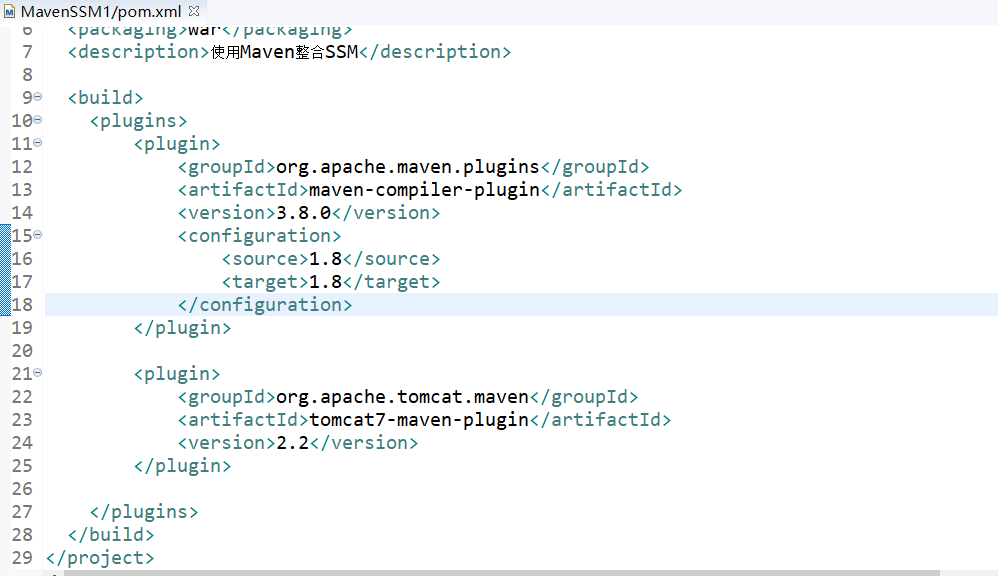 MavenSSM1/pom.xml
6 <packaging>war</packaging>
7 <description>使用Maven整合SSM</description>
8
9 <build>
10 <plugins>
11 <plugin>
12 <groupId>org.apache.maven.plugins</groupId>
13 <artifactId>maven-compiler-plugin</artifactId>
14 <version>3.8.0</version>
15 <configuration>
16 <source>1.8</source>
17 <target>1.8</target>
18 </configuration>
19 </plugin>
20
21 <plugin>
22 <groupId>org.apache.tomcat.maven</groupId>
23 <artifactId>tomcat7-maven-plugin</artifactId>
24 <version>2.2</version>
25 </plugin>
26
27 </plugins>
28 </build>
29 </project>